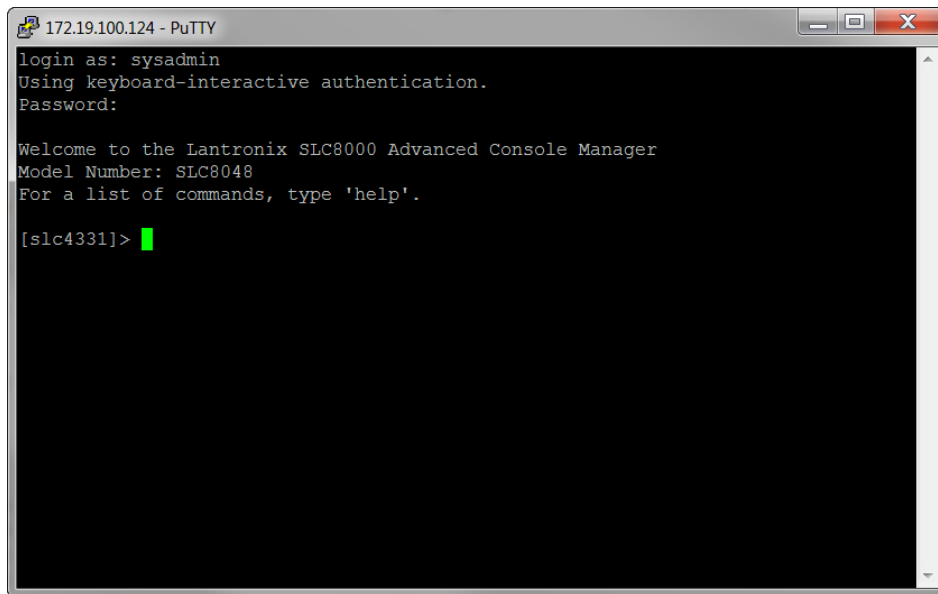 172.19.100.124 - PuTTY
login as: sysadmin
Using keyboard-interactive authentication.
Password:
Welcome to the Lantronix SLC8000 Advanced Console Manager
Model Number: SLC8048
For a list of commands, type 'help'.
[slc4331]>